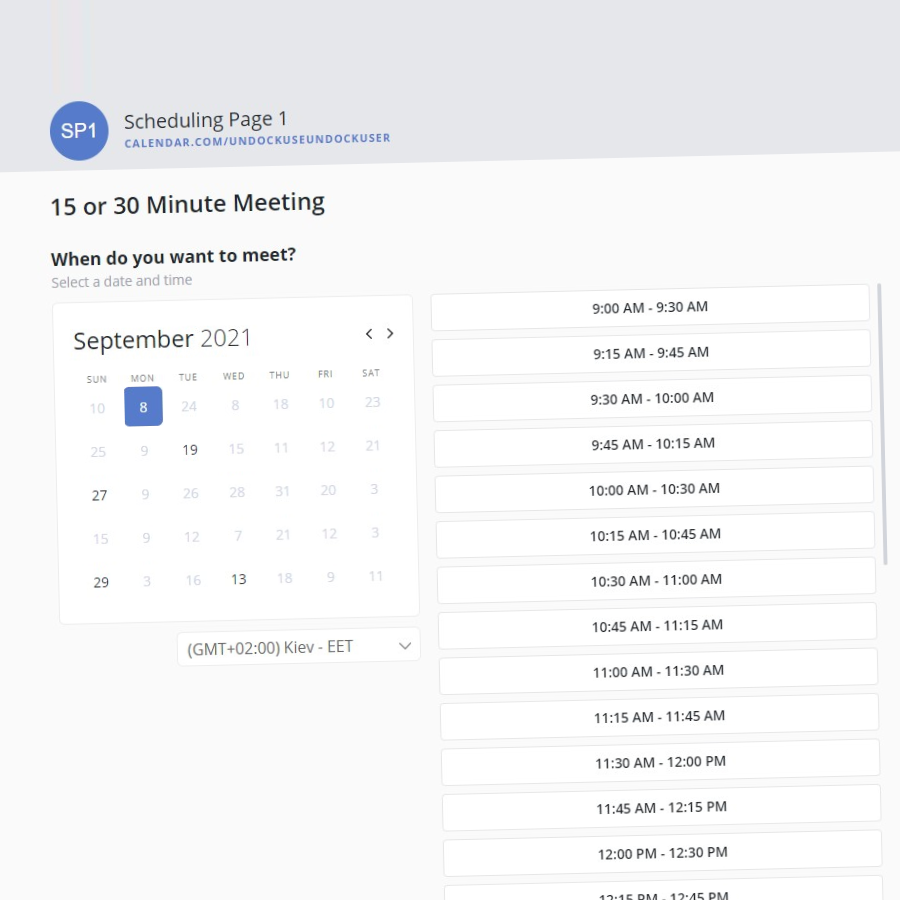 SP1
Scheduling Page 1
CALENDAR.COM/UNDOCKUSEUNDOCKUSER
15 or 30 Minute Meeting
When do you want to meet?
Select a date and time
September 2021
SUN MON TUE WED THU FRI SAT
10 8 24 8 18 10 23
25 9 19 15 11 12 21
27 9 26 28 31 20 3
15 9 12 7 21 12 3
29 3 16 13 18 9 11
(GMT+02:00) Kiev - EET
9:00 AM - 9:30 AM
9:15 AM - 9:45 AM
9:30 AM - 10:00 AM
9:45 AM - 10:15 AM
10:00 AM - 10:30 AM
10:15 AM - 10:45 AM
10:30 AM - 11:00 AM
10:45 AM - 11:15 AM
11:00 AM - 11:30 AM
11:15 AM - 11:45 AM
11:30 AM - 12:00 PM
11:45 AM - 12:15 PM
12:00 PM - 12:30 PM
12:15 PM - 12:45 PM